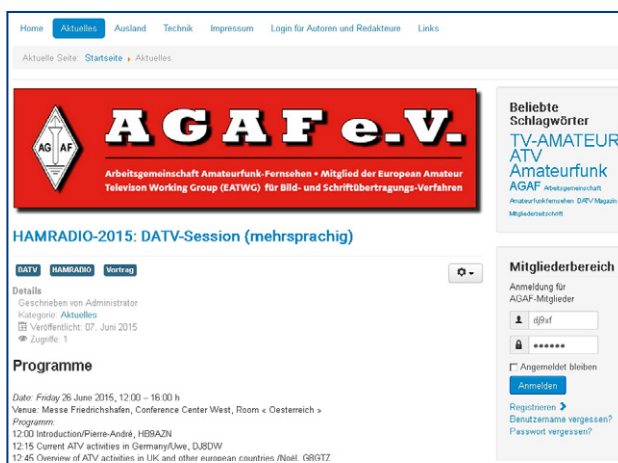 Home Aktuelles Ausland Technik Impressum Login für Autoren und Redakteure Links
Aktuelle Seite: Startseite Aktuelles
AG AF
AGAF e.V.
Arbeitsgemeinschaft Amateurfunk-Fernsehen • Mitglied der European Amateur
Televison Working Group (EATWG) für Bild- und Schriftübertragungs-Verfahren
HAMRADIO-2015: DATV-Session (mehrsprachig)
DATV HAMRADIO Vortrag
Details
Geschrieben von Administrator
Kategorie: Aktuelles
Veröffentlicht: 07. Juni 2015
Zugriffe: 1
Programme
Date: Friday 26 June 2015, 12:00 – 16:00 h
Venue: Messe Friedrichshafen, Conference Center West, Room « Oesterreich »
Programm:
12:00 Introduction/Pierre-André, HB9AZN
12:15 Current ATV activities in Germany/Uwe, DJ8DW
12:45 Overview of ATV activities in UK and other european countries /Noël, G8GTZ
Beliebte
Schlagwörter
TV-AMATEUR
ATV
Amateurfunk
AGAF Arbeitsgemeinschaft
Amateurfunkfernsehen DATV Magazin
Mitgliederzeitschrift
Mitgliederbereich
Anmeldung für
AGAF-Mitglieder
dj9xf
••••••
Angemeldet bleiben
Anmelden
Registrieren
Benutzername vergessen?
Passwort vergessen?